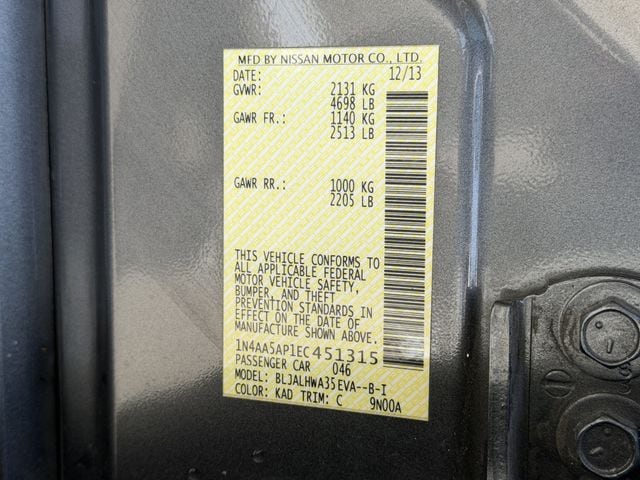 MFD BY NISSAN MOTOR CO., LTD.
DATE: 12/13
GVWR: 2131 KG
4698 LB
GAWR FR.: 1140 KG
2513 LB
GAWR RR.: 1000 KG
2205 LB
THIS VEHICLE CONFORMS TO
ALL APPLICABLE FEDERAL
MOTOR VEHICLE SAFETY,
BUMPER, AND THEFT
PREVENTION STANDARDS IN
EFFECT ON THE DATE OF
MANUFACTURE SHOWN ABOVE.
1N4AA5AP1EC451315
PASSENGER CAR 046
MODEL: BLJALHWA35EVA--B-I
COLOR: KAD TRIM: C 9N00A